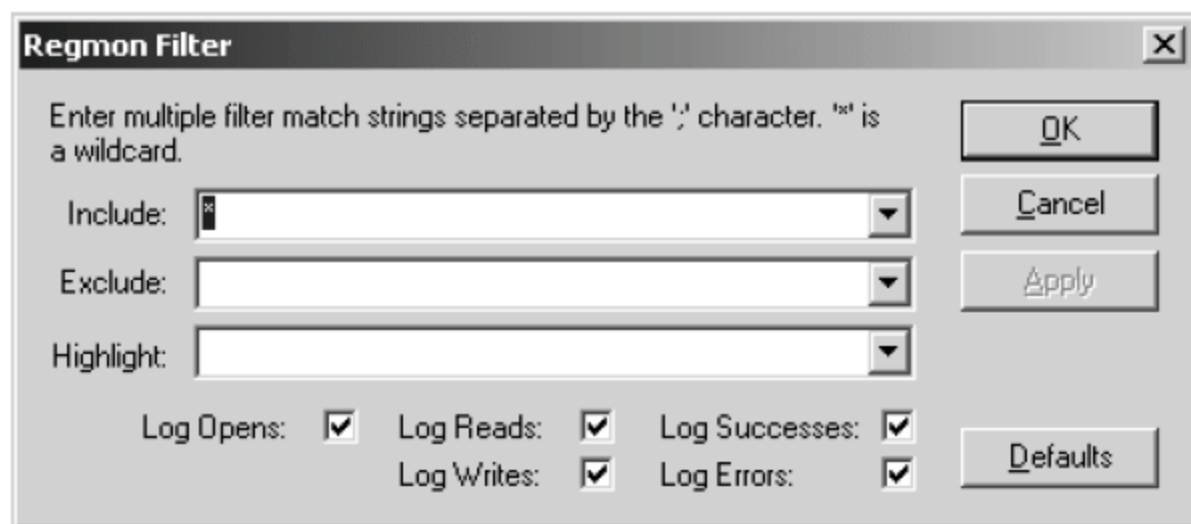 Regmon Filter
Enter multiple filter match strings separated by the ';' character. '*' is
a wildcard.
OK
Include: *
Cancel
Exclude:
Apply
Highlight:
Log Opens: Log Reads: Log Successes:
Log Writes: Log Errors:
Defaults